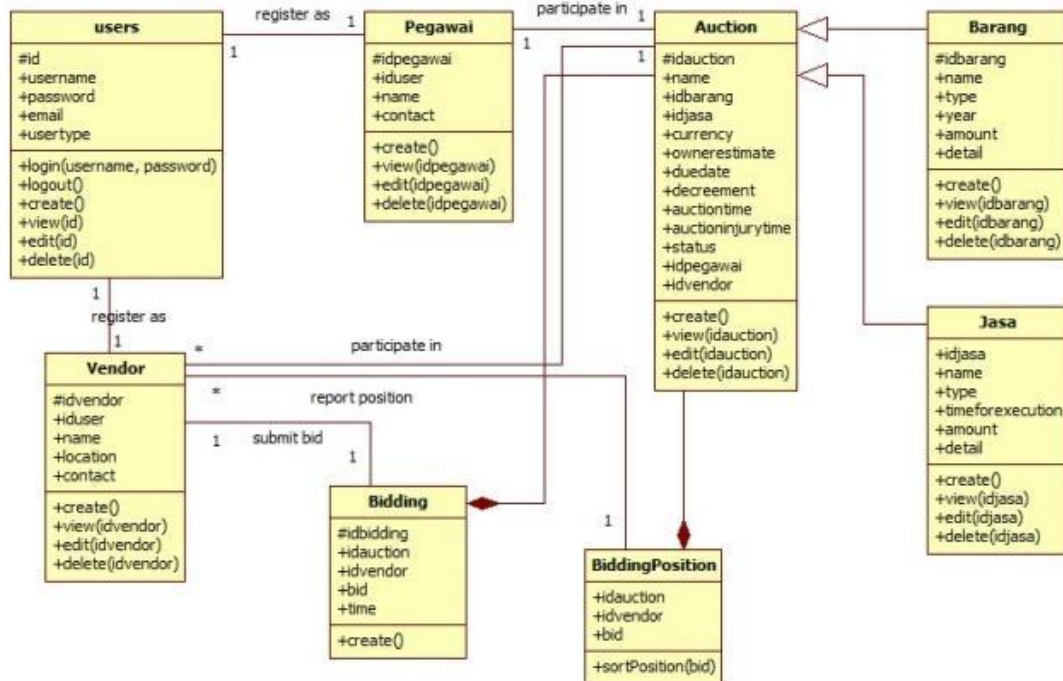 users
#id
+username
+password
+email
+usertype
+login(username, password)
+logout()
+create()
+view(id)
+edit(id)
+delete(id)
register as
1
1
Pegawai
#idpegawai
+iduser
+name
+contact
+create()
+view(idpegawai)
+edit(idpegawai)
+delete(idpegawai)
participate in
1
1
1
Auction
#idauction
+name
+idbarang
+idjasa
+currency
+ownerestimate
+duedate
+decreement
+auctiontime
+auctioninjurytime
+status
+idpegawai
+idvendor
+create()
+view(idauction)
+edit(idauction)
+delete(idauction)
Barang
#idbarang
+name
+type
+year
+amount
+detail
+create()
+view(idbarang)
+edit(idbarang)
+delete(idbarang)
Jasa
+idjasa
+name
+type
+timeforexecution
+amount
+detail
+create()
+view(idjasa)
+edit(idjasa)
+delete(idjasa)
1
register as
1
Vendor
#idvendor
+iduser
+name
+location
+contact
+create()
+view(idvendor)
+edit(idvendor)
+delete(idvendor)
*
participate in
*
report position
1
submit bid
1
1
Bidding
#idbidding
+idauction
+idvendor
+bid
+time
+create()
BiddingPosition
+idauction
+idvendor
+bid
+sortPosition(bid)